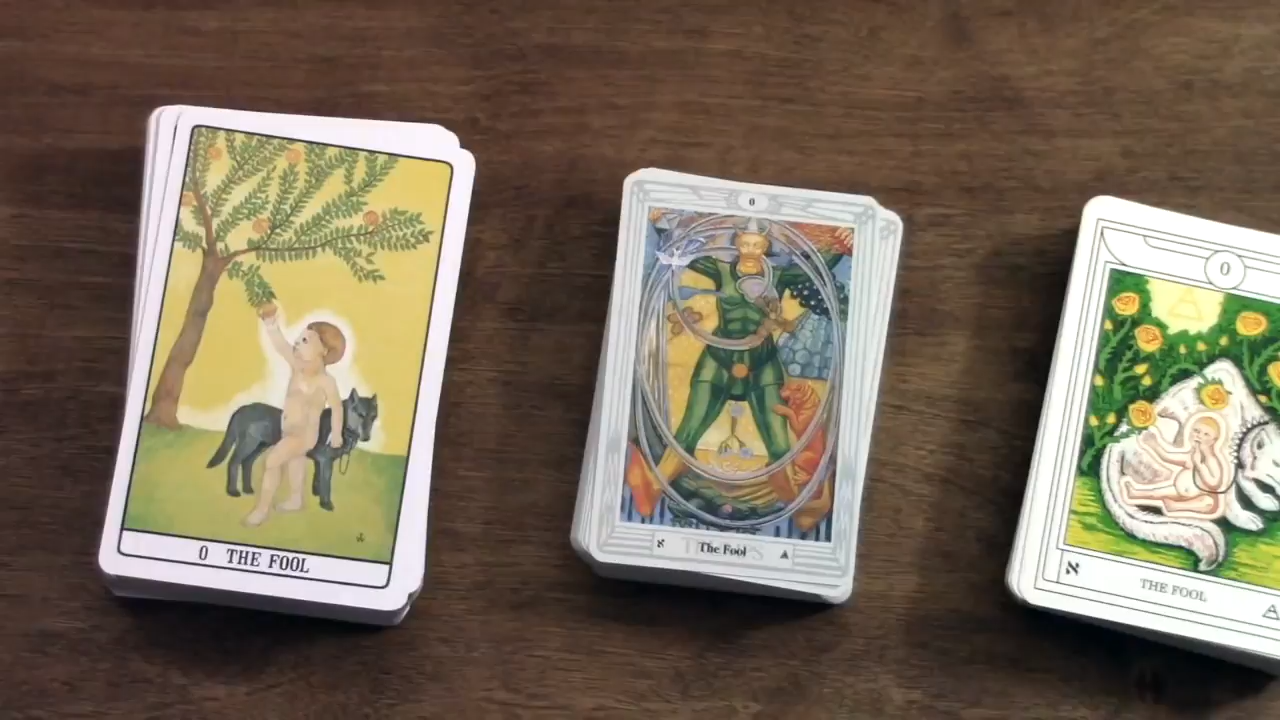 0 THE FOOL
0
א The Fool
0
א THE FOOL